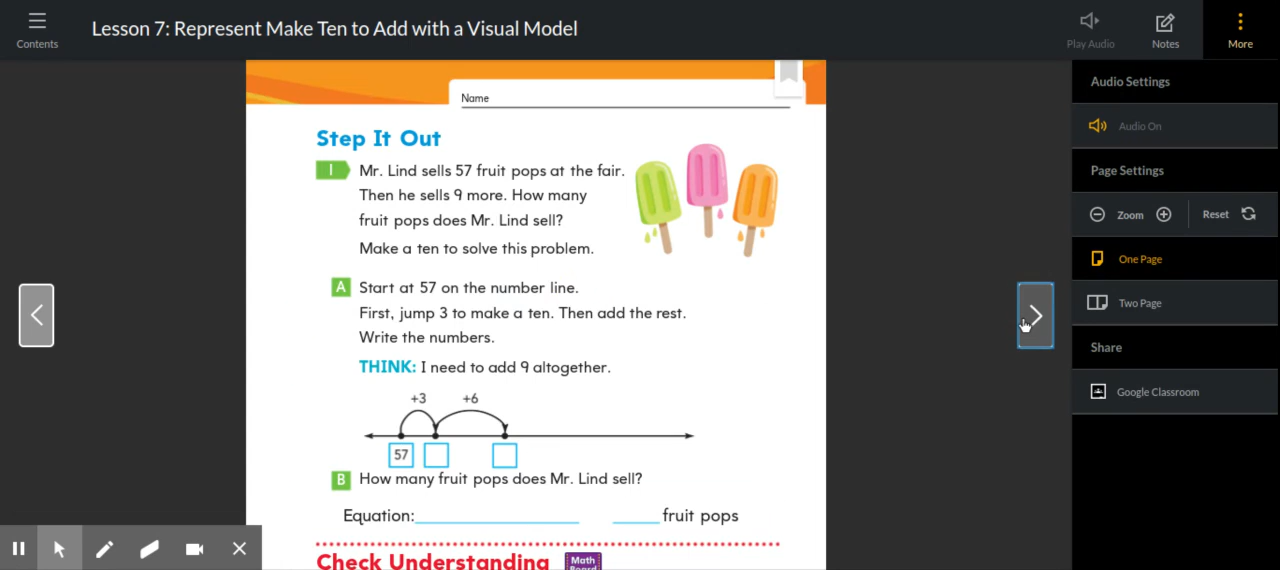 Contents
Lesson 7: Represent Make Ten to Add with a Visual Model
Play Audio
Notes
More
Name
Step It Out
1 Mr. Lind sells 57 fruit pops at the fair.
Then he sells 9 more. How many
fruit pops does Mr. Lind sell?
Make a ten to solve this problem.
A Start at 57 on the number line.
First, jump 3 to make a ten. Then add the rest.
Write the numbers.
THINK: I need to add 9 altogether.
+3 +6
57
B How many fruit pops does Mr. Lind sell?
Equation: fruit pops
Check Understanding Math
Board
Audio Settings
Audio On
Page Settings
Zoom Reset
One Page
Two Page
Share
Google Classroom